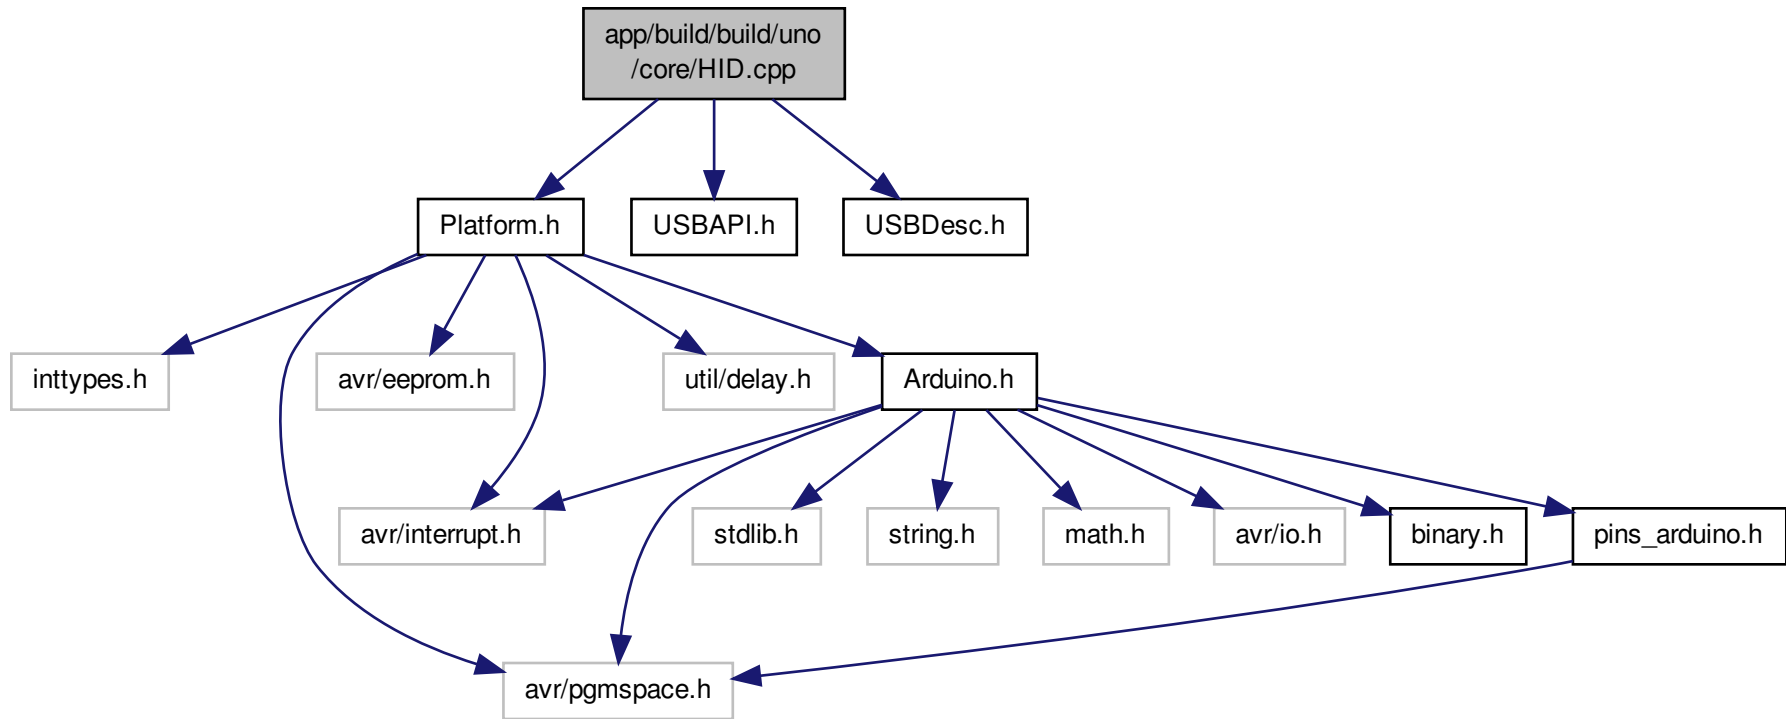 app/build/build/uno
/core/HID.cpp
Platform.h
USBAPI.h
USBDesc.h
inttypes.h
avr/eeprom.h
util/delay.h
Arduino.h
avr/interrupt.h
stdlib.h
string.h
math.h
avr/io.h
binary.h
pins_arduino.h
avr/pgmspace.h